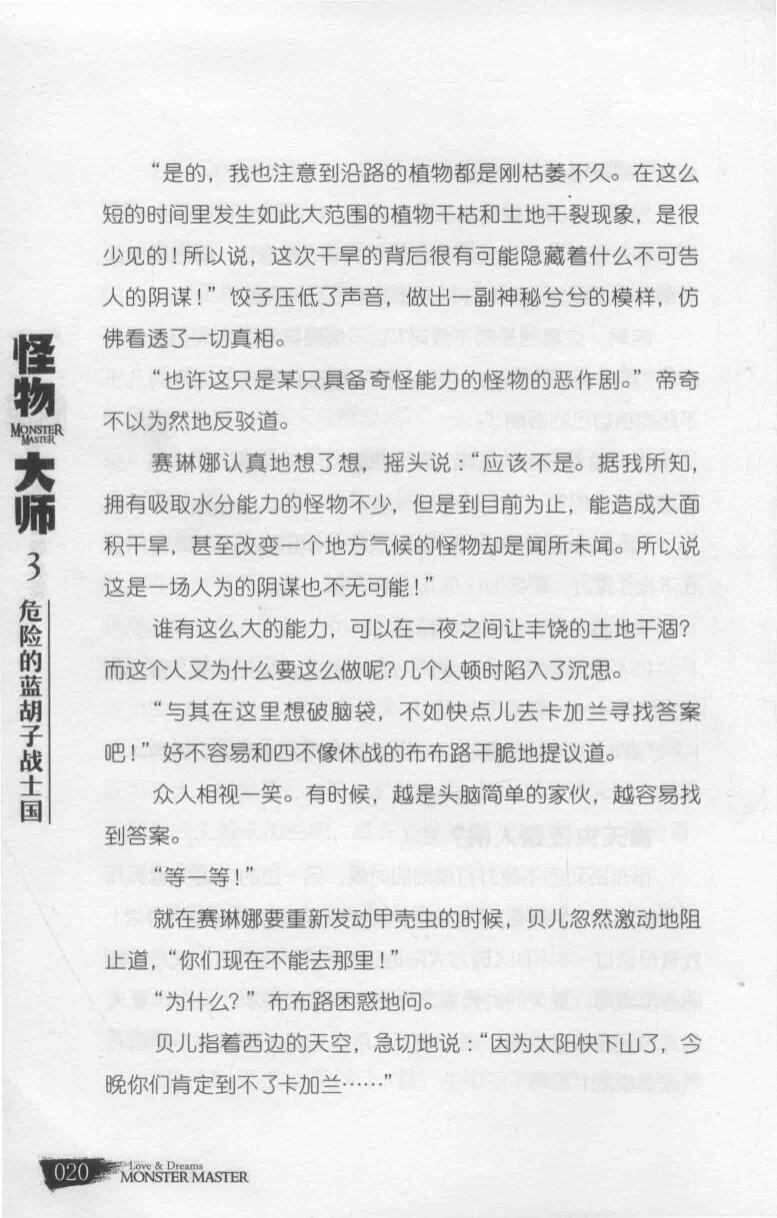 “是的，我也注意到沿路的植物都是刚枯萎不久。在这么
短的时间里发生如此大范围的植物干枯和土地干裂现象，是很
少见的！所以说，这次干旱的背后很有可能隐藏着什么不可告
人的阴谋！”饺子压低了声音，做出一副神秘兮兮的模样，仿
佛看透了一切真相。
“也许这只是某只具备奇怪能力的怪物的恶作剧。”帝奇
不以为然地反驳道。
赛琳娜认真地想了想，摇头说：“应该不是。据我所知，
拥有吸取水分能力的怪物不少，但是到目前为止，能造成大面
积干旱，甚至改变一个地方气候的怪物却是闻所未闻。所以说
这是一场人为的阴谋也不无可能！”
谁有这么大的能力，可以在一夜之间让丰饶的土地干涸？
而这个人又为什么要这么做呢？几个人顿时陷入了沉思。
“与其在这里想破脑袋，不如快点儿去卡加兰寻找答案
吧！”好不容易和四不像休战的布布路干脆地提议道。
众人相视一笑。有时候，越是头脑简单的家伙，越容易找
到答案。
“等一等！”
就在赛琳娜要重新发动甲壳虫的时候，贝儿忽然激动地阻
止道，“你们现在不能去那里！”
“为什么？”布布路困惑地问。
贝儿指着西边的天空，急切地说：“因为太阳快下山了，今
晚你们肯定到不了卡加兰……”
怪物
MONSTER
MASTER
大师
3
危险的蓝胡子战士国
020
Love & Dreams
MONSTER MASTER